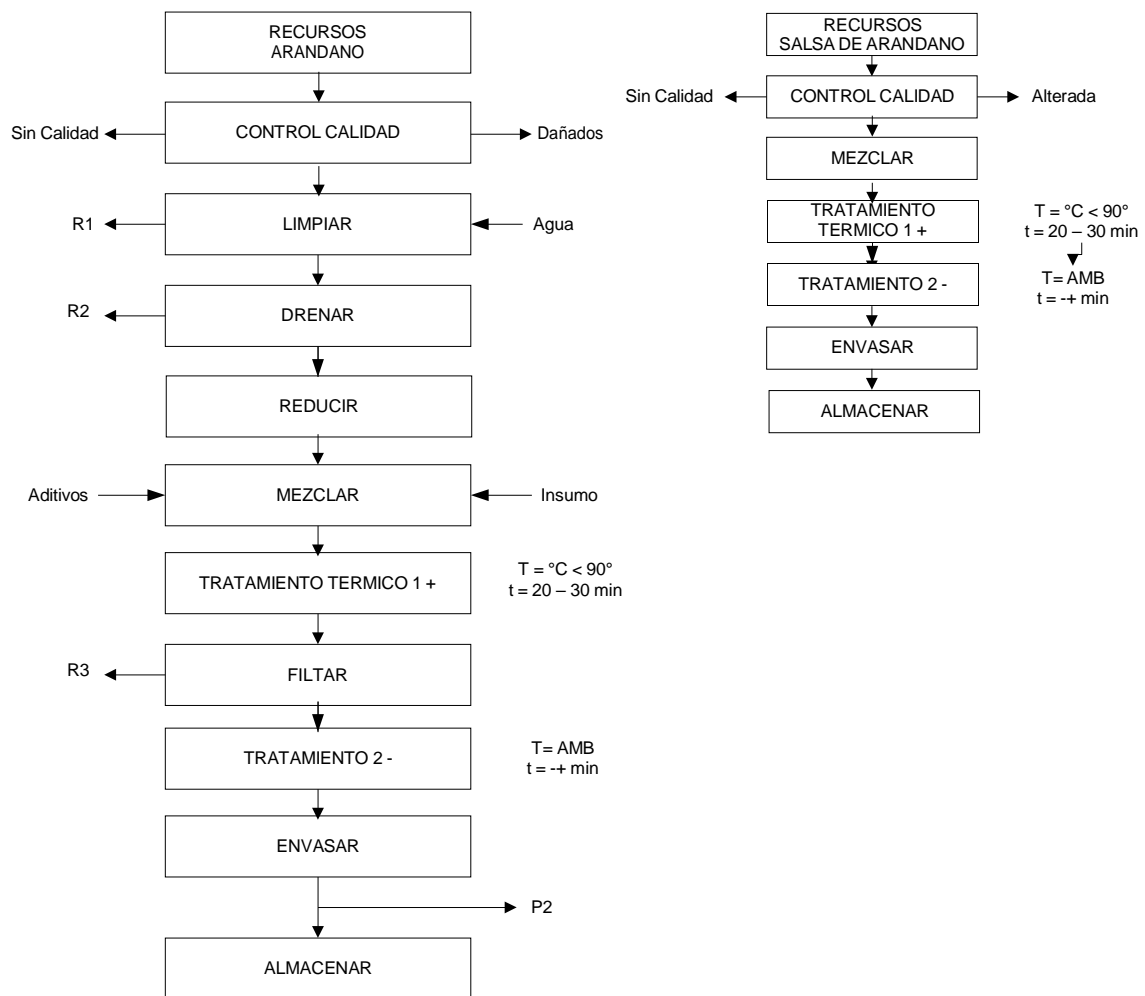 RECURSOS
ARANDANO
Sin Calidad
CONTROL CALIDAD
Dañados
R1
LIMPIAR
Agua
R2
DRENAR
REDUCIR
Aditivos
MEZCLAR
Insumo
TRATAMIENTO TERMICO 1 +
T = °C < 90°
t = 20 – 30 min
R3
FILTAR
TRATAMIENTO 2 -
T= AMB
t = -+ min
ENVASAR
P2
ALMACENAR
RECURSOS
SALSA DE ARANDANO
Sin Calidad
CONTROL CALIDAD
Alterada
MEZCLAR
TRATAMIENTO
TERMICO 1 +
T = °C < 90°
t = 20 – 30 min
TRATAMIENTO 2 -
T= AMB
t = -+ min
ENVASAR
ALMACENAR